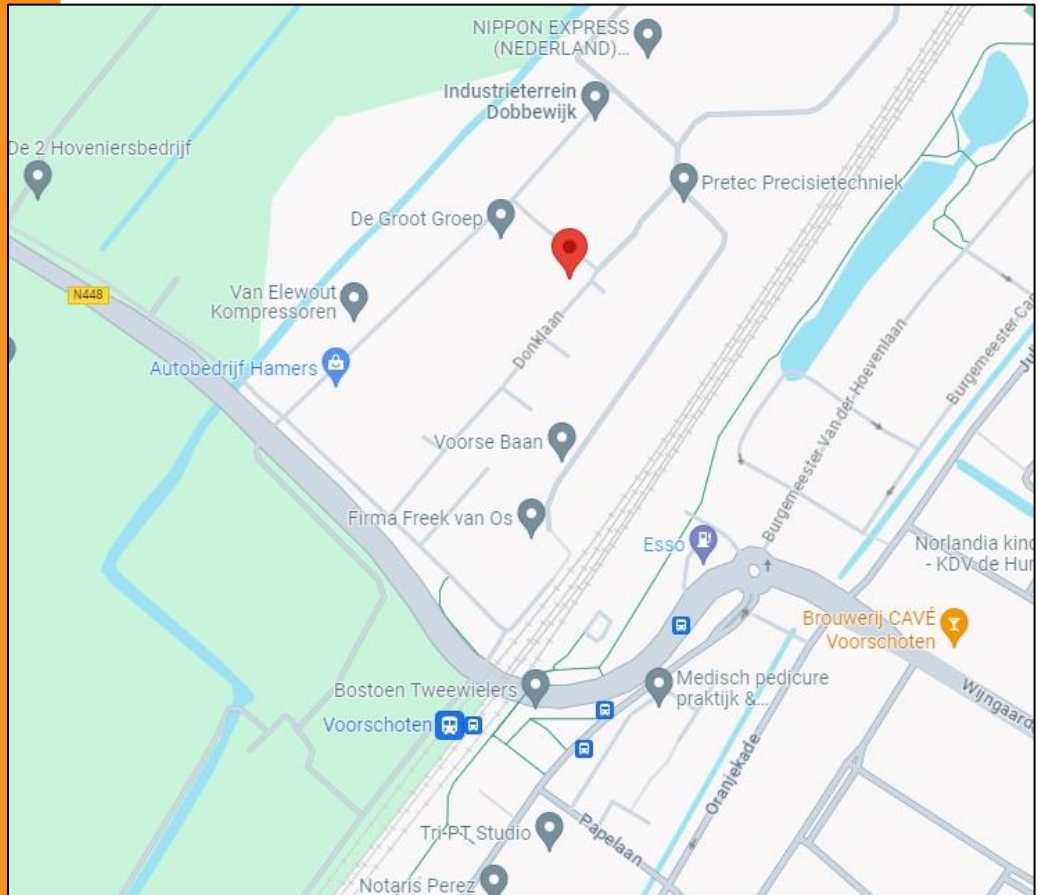 NIPPON EXPRESS
(NEDERLAND)...
Industrieterrein
Dobbewijk
De 2 Hoveniersbedrijf
Pretec Precisietechniek
De Groot Groep
N448
Van Elewout
Kompressoren
Donklaan
Autobedrijf Hamers
Burgemeester Van der Hoevenlaan
Burgemeester Ca
Jul
Voorse Baan
Firma Freek van Os
Esso
Norlandia kind
- KDV de Hur
Brouwerij CAVÉ
Voorschoten
Bostoen Tweewielers
Medisch pedicure
praktijk &...
Voorschoten
Wijngaard
Oranjekade
Papelaan
Tri-PT Studio
Notaris Perez